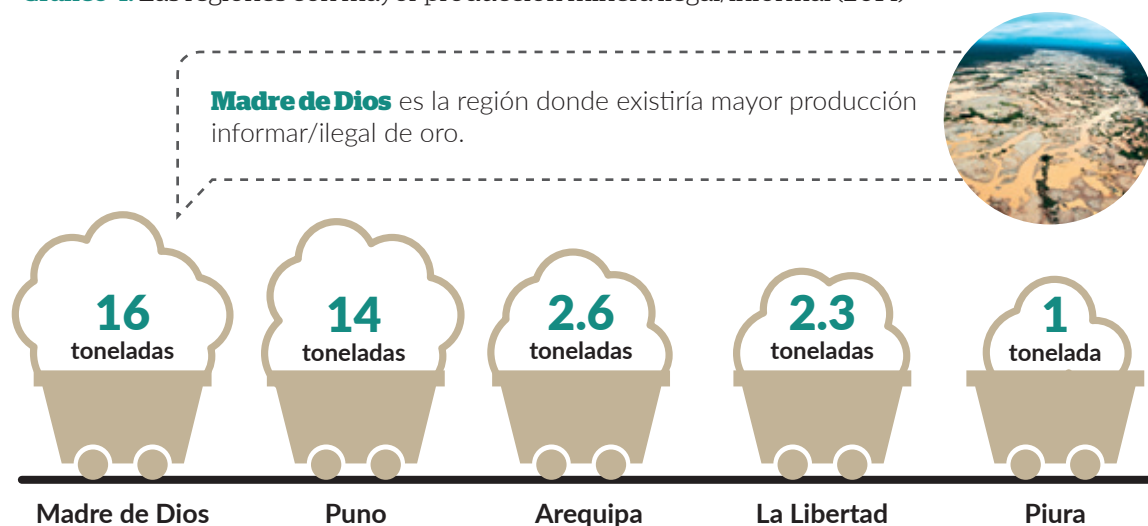 Madre de Dios es la región donde existiría mayor producción
informar/ilegal de oro.
16
toneladas
14
toneladas
2.6
toneladas
2.3
toneladas
1
tonelada
Madre de Dios
Puno
Arequipa
La Libertad
Piura